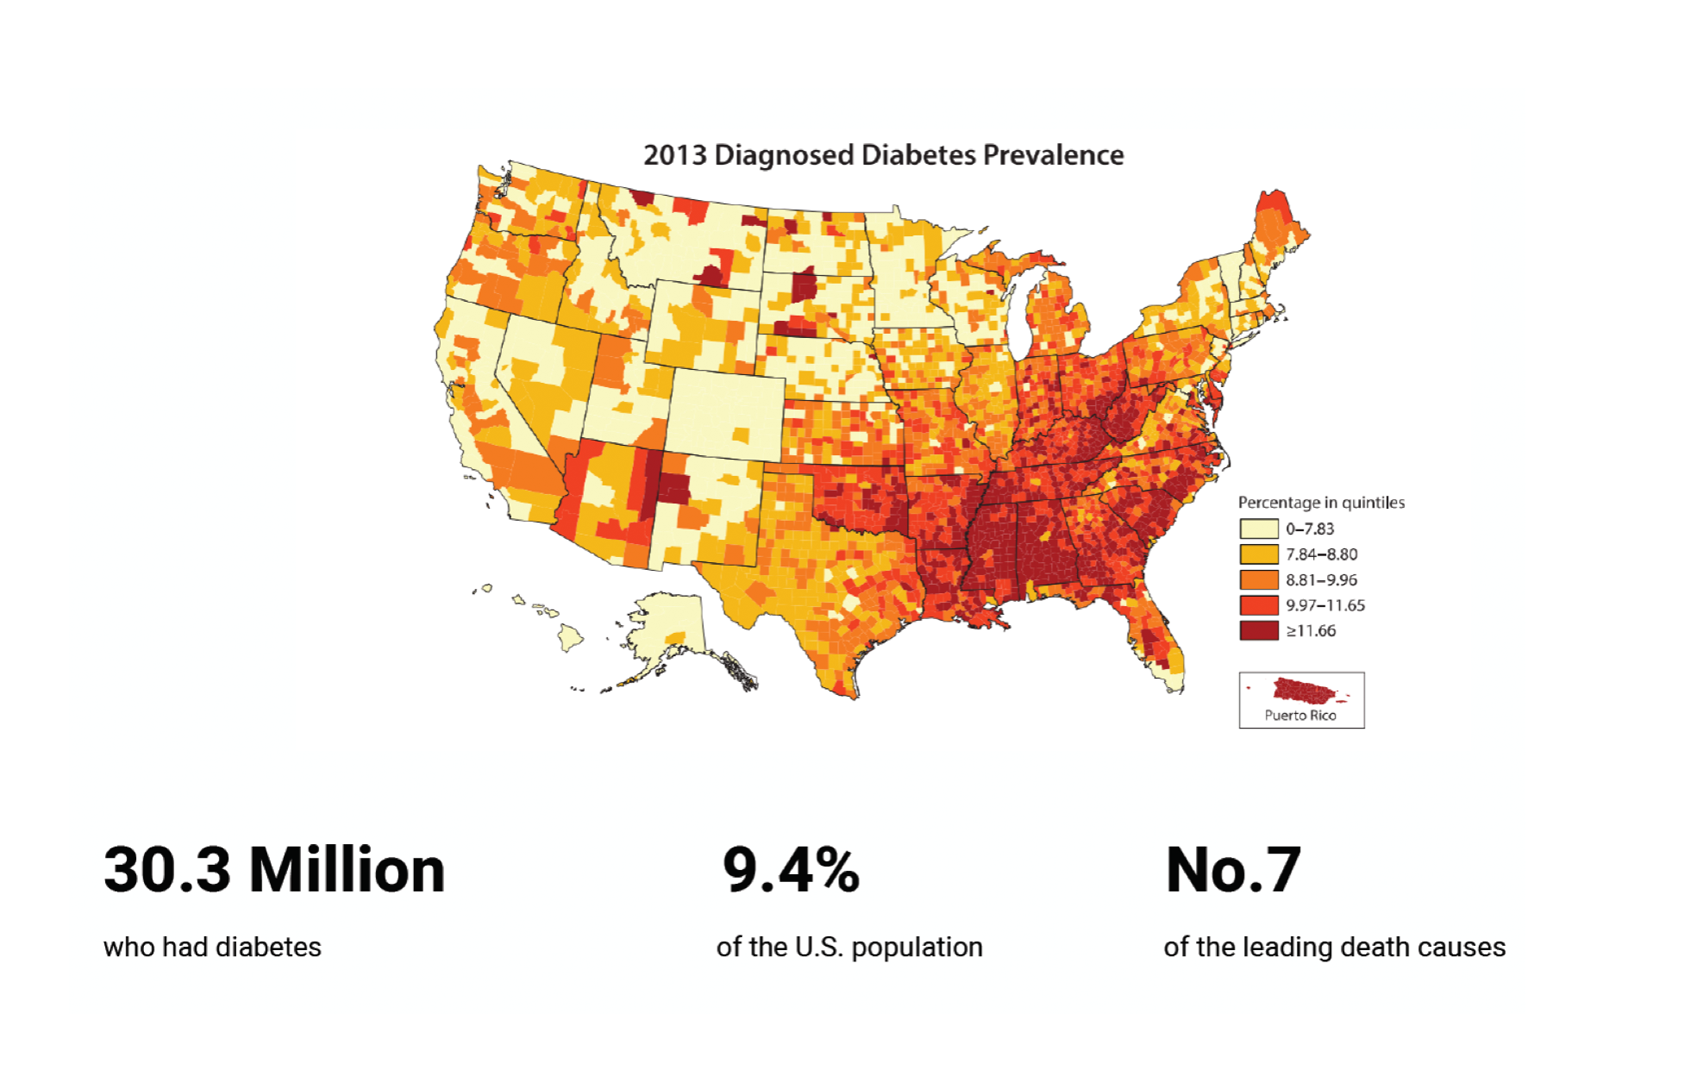 2013 Diagnosed Diabetes Prevalence
Percentage in quintiles
0–7.83
7.84–8.80
8.81–9.96
9.97–11.65
≥11.66
Puerto Rico
30.3 Million
9.4%
No.7
who had diabetes
of the U.S. population
of the leading death causes